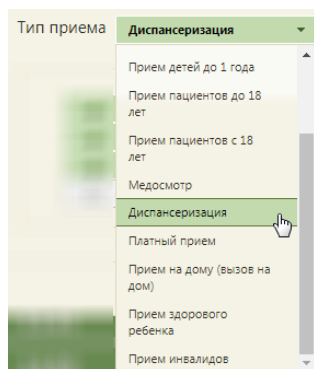 Тип приема
Диспансеризация
Прием детей до 1 года
Прием пациентов до 18
лет
Прием пациентов с 18
лет
Медосмотр
Диспансеризация
Платный прием
Прием на дому (вызов на
дом)
Прием здорового
ребенка
Прием инвалидов